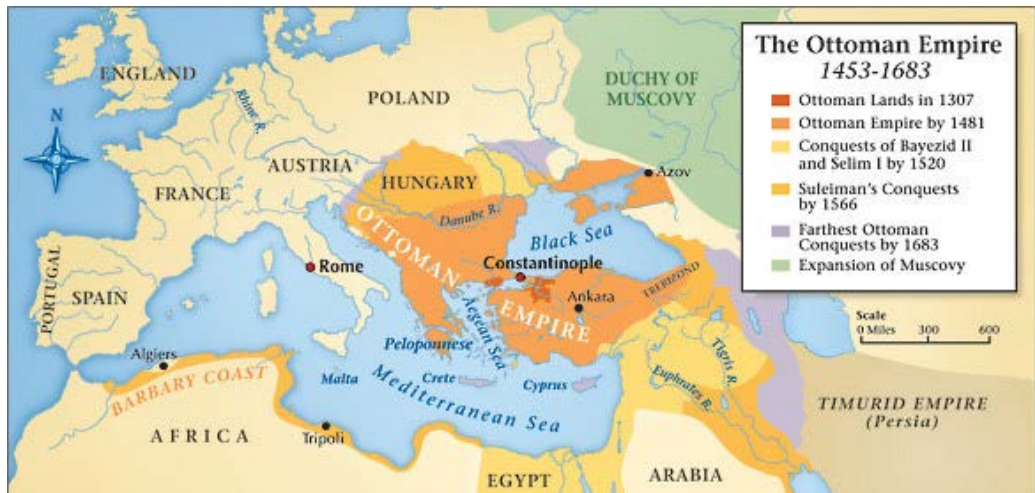 The Ottoman Empire
1453-1683
Ottoman Lands in 1307
Ottoman Empire by 1481
Conquests of Bayezid II
and Selim I by 1520
Suleiman's Conquests
by 1566
Farthest Ottoman
Conquests by 1683
Expansion of Muscovy
Scale
0 Miles 300 600
N
ENGLAND
Rhine R.
POLAND
DUCHY OF
MUSCOVY
AUSTRIA
FRANCE
HUNGARY
Azov
Danube R.
OTTOMAN
EMPIRE
Black Sea
PORTUGAL
SPAIN
Rome
Constantinople
TREBIZOND
Ankara
Aegean Sea
Peloponnese
Tigris R.
Euphrates R.
Algiers
BARBARY COAST
Malta
Crete
Cyprus
Mediterranean Sea
TIMURID EMPIRE
(Persia)
AFRICA
Tripoli
EGYPT
ARABIA